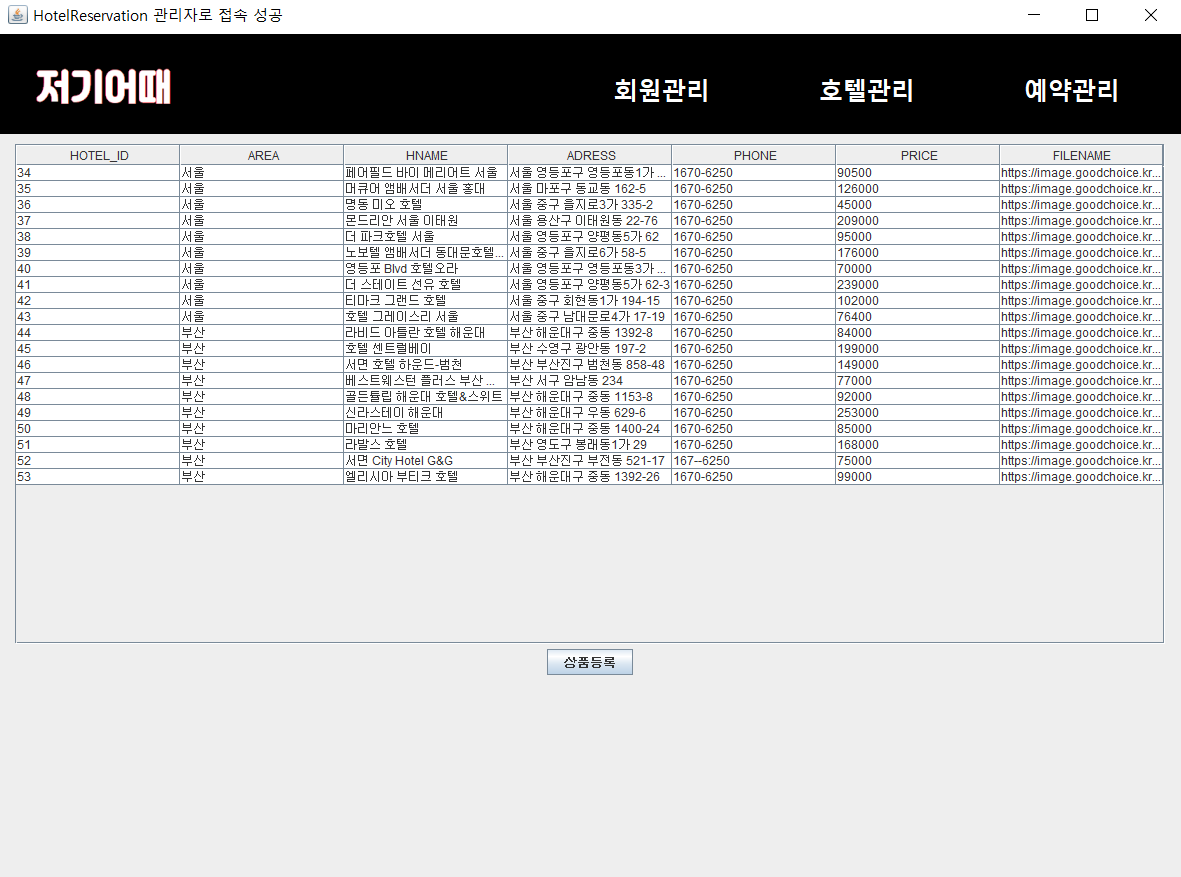 HotelReservation 관리자로 접속 성공
저기어때 회원관리 호텔관리 예약관리
HOTEL_ID AREA HNAME ADRESS PHONE PRICE FILENAME
34 서울 페어필드 바이 메리어트 서울 서울 영등포구 영등포동1가 ... 1670-6250 90500 https://image.goodchoice.kr...
35 서울 머큐어 앰배서더 서울 홍대 서울 마포구 동교동 162-5 1670-6250 126000 https://image.goodchoice.kr...
36 서울 명동 미오 호텔 서울 중구 을지로3가 335-2 1670-6250 45000 https://image.goodchoice.kr...
37 서울 몬드리안 서울 이태원 서울 용산구 이태원동 22-76 1670-6250 209000 https://image.goodchoice.kr...
38 서울 더 파크호텔 서울 서울 영등포구 양평동5가 62 1670-6250 95000 https://image.goodchoice.kr...
39 서울 노보텔 앰배서더 동대문호텔... 서울 중구 을지로6가 58-5 1670-6250 176000 https://image.goodchoice.kr...
40 서울 영등포 Blvd 호텔오라 서울 영등포구 영등포동3가 ... 1670-6250 70000 https://image.goodchoice.kr...
41 서울 더 스테이트 선유 호텔 서울 영등포구 양평동5가 62-3 1670-6250 239000 https://image.goodchoice.kr...
42 서울 티마크 그랜드 호텔 서울 중구 회현동1가 194-15 1670-6250 102000 https://image.goodchoice.kr...
43 서울 호텔 그레이스리 서울 서울 중구 남대문로4가 17-19 1670-6250 76400 https://image.goodchoice.kr...
44 부산 라비드 아틀란 호텔 해운대 부산 해운대구 중동 1392-8 1670-6250 84000 https://image.goodchoice.kr...
45 부산 호텔 센트럴베이 부산 수영구 광안동 197-2 1670-6250 199000 https://image.goodchoice.kr...
46 부산 서면 호텔 하운드-범천 부산 부산진구 범천동 858-48 1670-6250 149000 https://image.goodchoice.kr...
47 부산 베스트웨스턴 플러스 부산 ... 부산 서구 암남동 234 1670-6250 77000 https://image.goodchoice.kr...
48 부산 골든튤립 해운대 호텔&스위트 부산 해운대구 중동 1153-8 1670-6250 92000 https://image.goodchoice.kr...
49 부산 신라스테이 해운대 부산 해운대구 우동 629-6 1670-6250 253000 https://image.goodchoice.kr...
50 부산 마리안느 호텔 부산 해운대구 중동 1400-24 1670-6250 85000 https://image.goodchoice.kr...
51 부산 라발스 호텔 부산 영도구 봉래동1가 29 1670-6250 168000 https://image.goodchoice.kr...
52 부산 서면 City Hotel G&G 부산 부산진구 부전동 521-17 167--6250 75000 https://image.goodchoice.kr...
53 부산 엘리시아 부티크 호텔 부산 해운대구 중동 1392-26 1670-6250 99000 https://image.goodchoice.kr...
상품등록